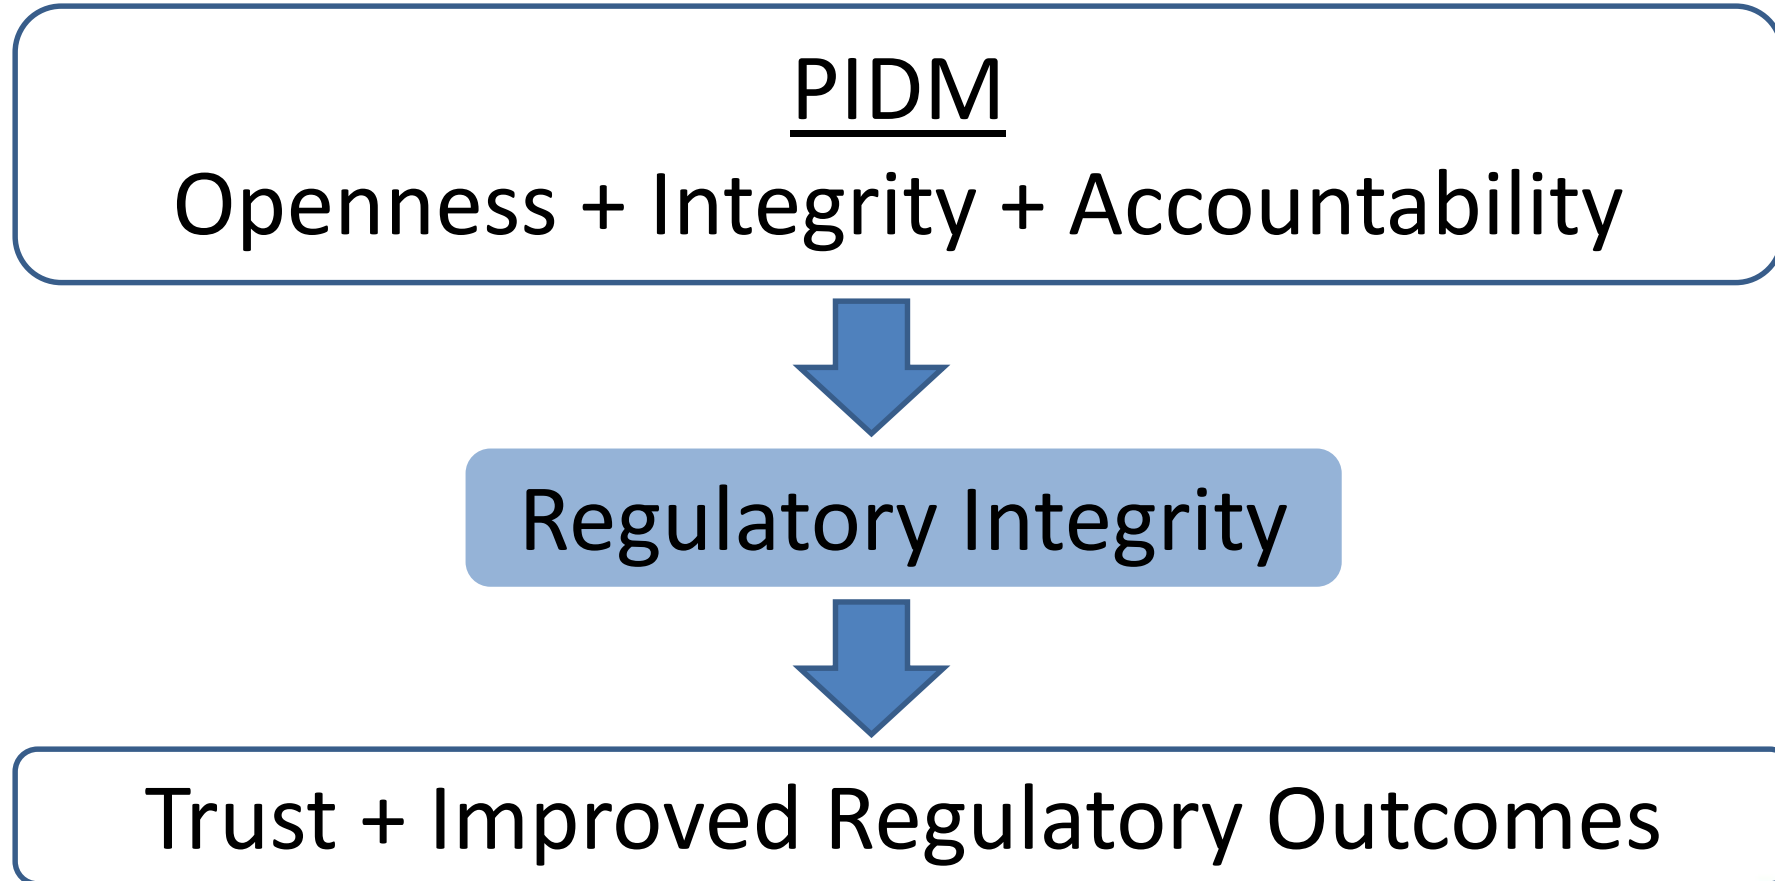 PIDM
Openness + Integrity + Accountability
Regulatory Integrity
Trust + Improved Regulatory Outcomes